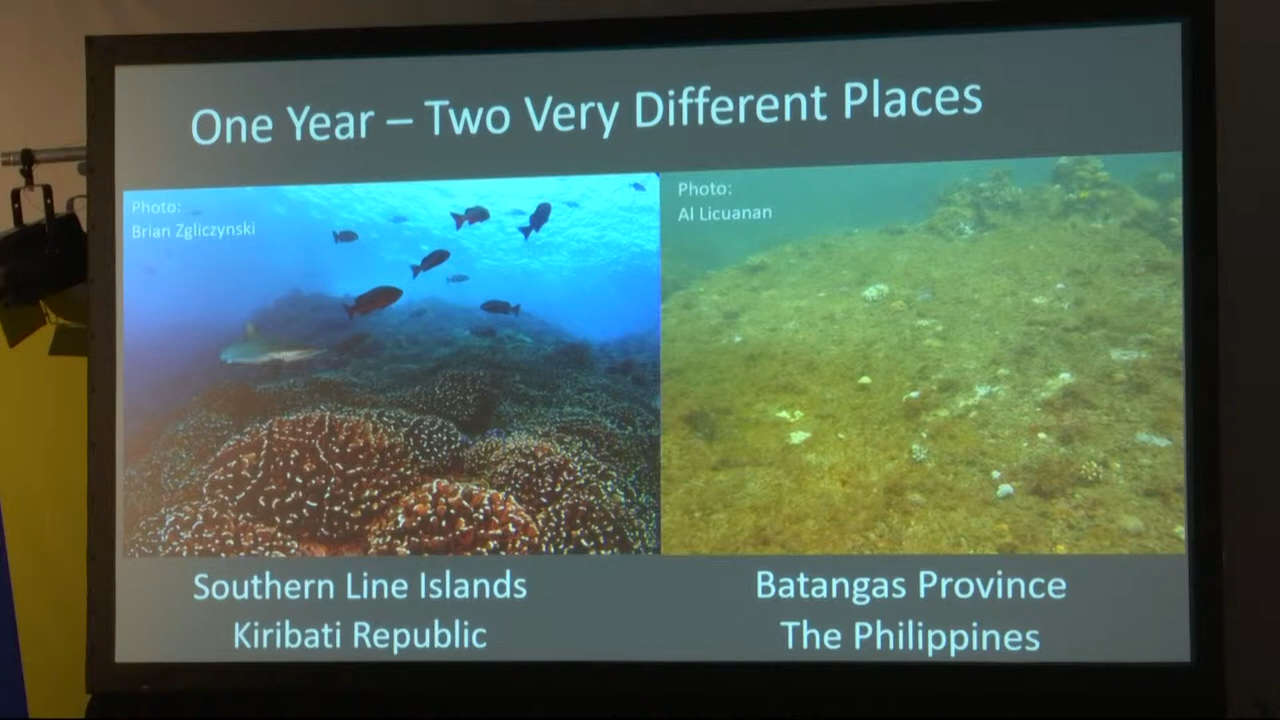 One Year – Two Very Different Places
Photo:
Brian Zgliczynski
Photo:
Al Licuanan
Southern Line Islands
Kiribati Republic
Batangas Province
The Philippines